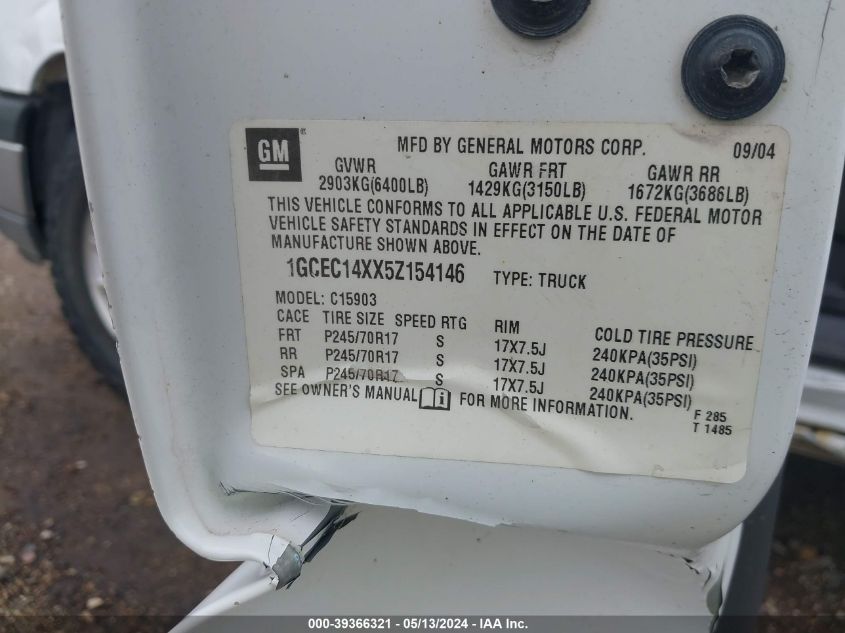 GM ® MFD BY GENERAL MOTORS CORP. 09/04
GVWR GAWR FRT GAWR RR
2903KG(6400LB) 1429KG(3150LB) 1672KG(3686LB)
THIS VEHICLE CONFORMS TO ALL APPLICABLE U.S. FEDERAL MOTOR
VEHICLE SAFETY STANDARDS IN EFFECT ON THE DATE OF
MANUFACTURE SHOWN ABOVE.
1GCEC14XX5Z154146 TYPE: TRUCK
MODEL: C15903
CACE TIRE SIZE SPEED RTG RIM COLD TIRE PRESSURE
FRT P245/70R17 S 17X7.5J 240KPA(35PSI)
RR P245/70R17 S 17X7.5J 240KPA(35PSI)
SPA P245/70R17 S 17X7.5J 240KPA(35PSI)
SEE OWNER'S MANUAL i FOR MORE INFORMATION. F 285
T 1485
000-39366321 - 05/13/2024 - IAA, Inc.